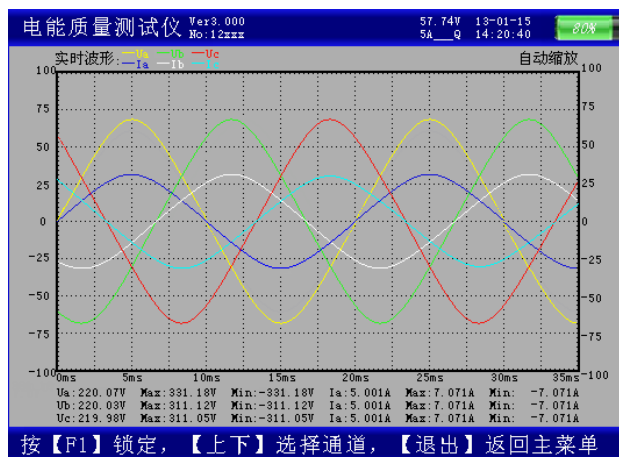 电能质量测试仪 Ver3.000 57.74V 13-01-15
No:12xxx 5A___Q 14:20:40 80%
实时波形: Ua Ub Uc 自动缩放
Ia Ib Ic
100 100
75 75
50 50
25 25
0 0
-25 -25
-50 -50
-75 -75
-100 -100
0ms 5ms 10ms 15ms 20ms 25ms 30ms 35ms
Ua:220.07V Max:331.18V Min:-331.18V Ia:5.001A Max:7.071A Min: -7.071A
Ub:220.03V Max:311.12V Min:-311.12V Ia:5.001A Max:7.071A Min: -7.071A
Uc:219.98V Max:311.05V Min:-311.05V Ia:5.001A Max:7.071A Min: -7.071A
按【F1】锁定，【上下】选择通道，【退出】返回主菜单